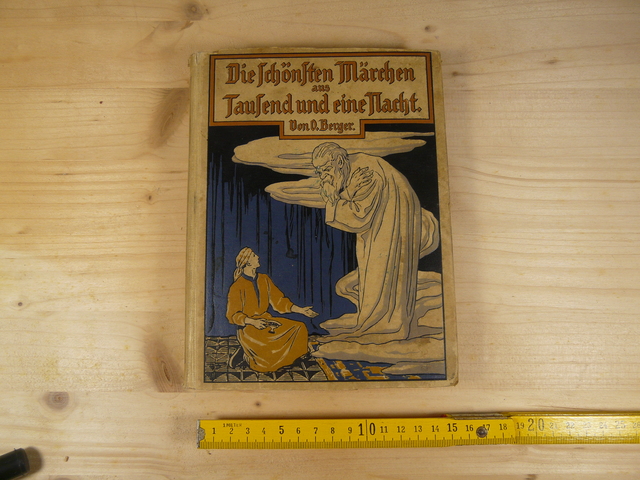 Die schönsten Märchen
aus
Tausend und eine Nacht.
Von O. Berger.
1 2 3 4 5 6 7 8 9 10 11 12 13 14 15 16 17 18 19 20